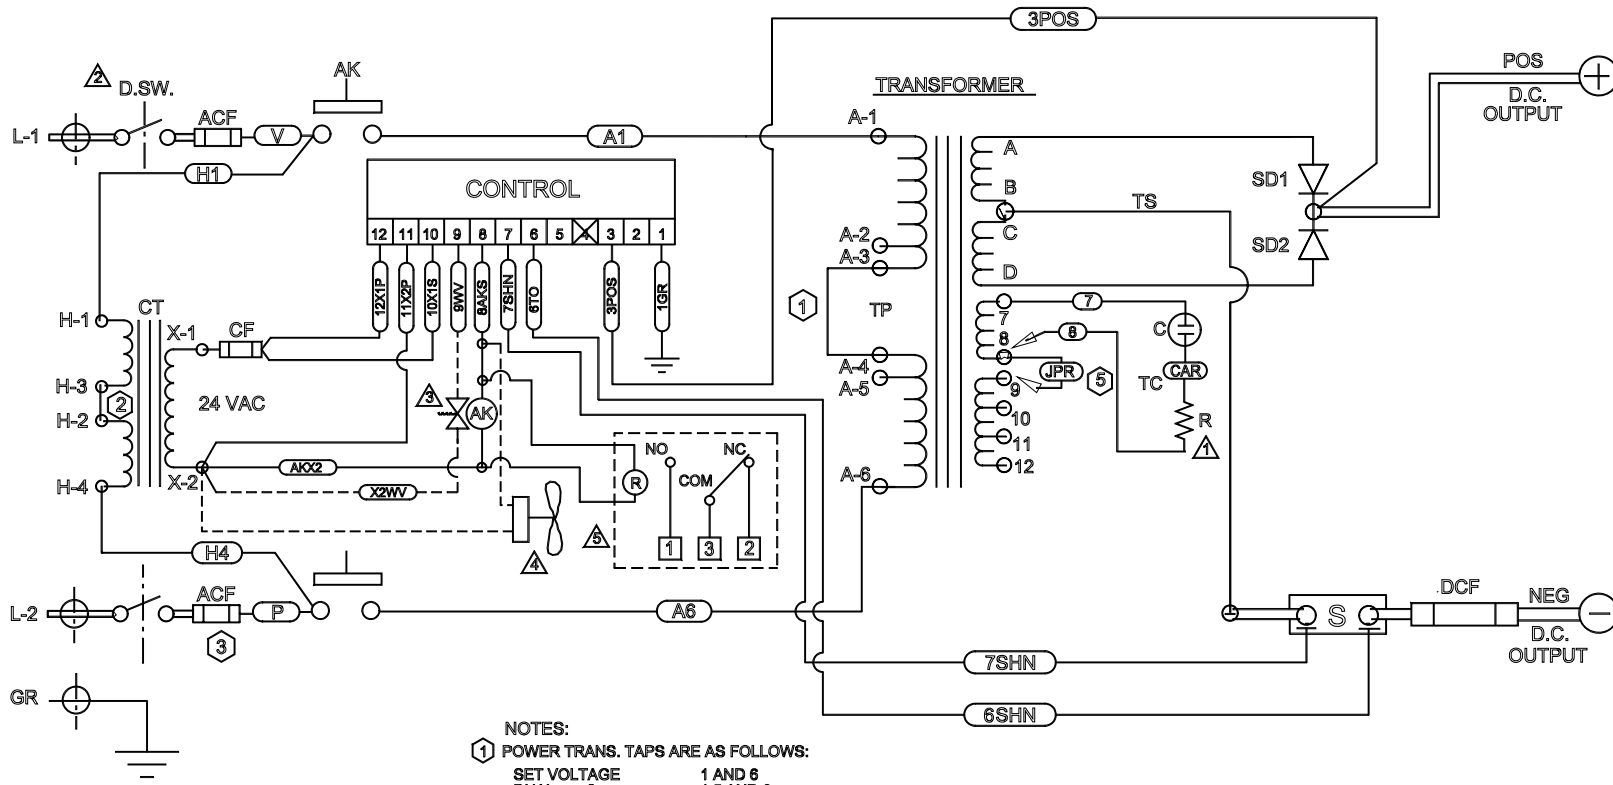 3POS
TRANSFORMER
POS
+
D.C.
OUTPUT
2
D.SW.
AK
L-1
ACF
V
A1
A-1
H1
CONTROL
12 11 10 9 8 7 6 5 4 3 2 1
12X1P 11X2P 10X1S 9WV 8AKS 7SHN 6TO 3POS 1GR
A
B
C
D
TS
SD1
SD2
A-2
A-3
1
TP
A-4
A-5
A-6
7
7
8
8
JPR
5
9
10
11
12
C
CAR
TC
R
1
CT
H-1
X-1
CF
H-3
2
H-2
24 VAC
3
AK
H-4
X-2
AKX2
X2WV
NO
NC
COM
R
1 3 2
5
4
H4
L-2
ACF
P
3
A6
S
DCF
NEG
−
D.C.
OUTPUT
7SHN
6SHN
GR
NOTES:
1 POWER TRANS. TAPS ARE AS FOLLOWS:
SET VOLTAGE 1 AND 6